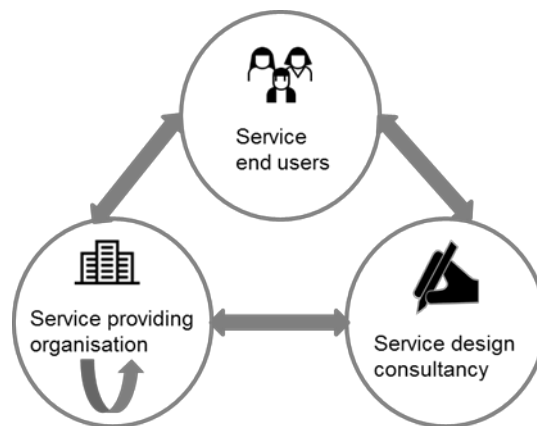 Service
end users
Service providing
organisation
Service design
consultancy